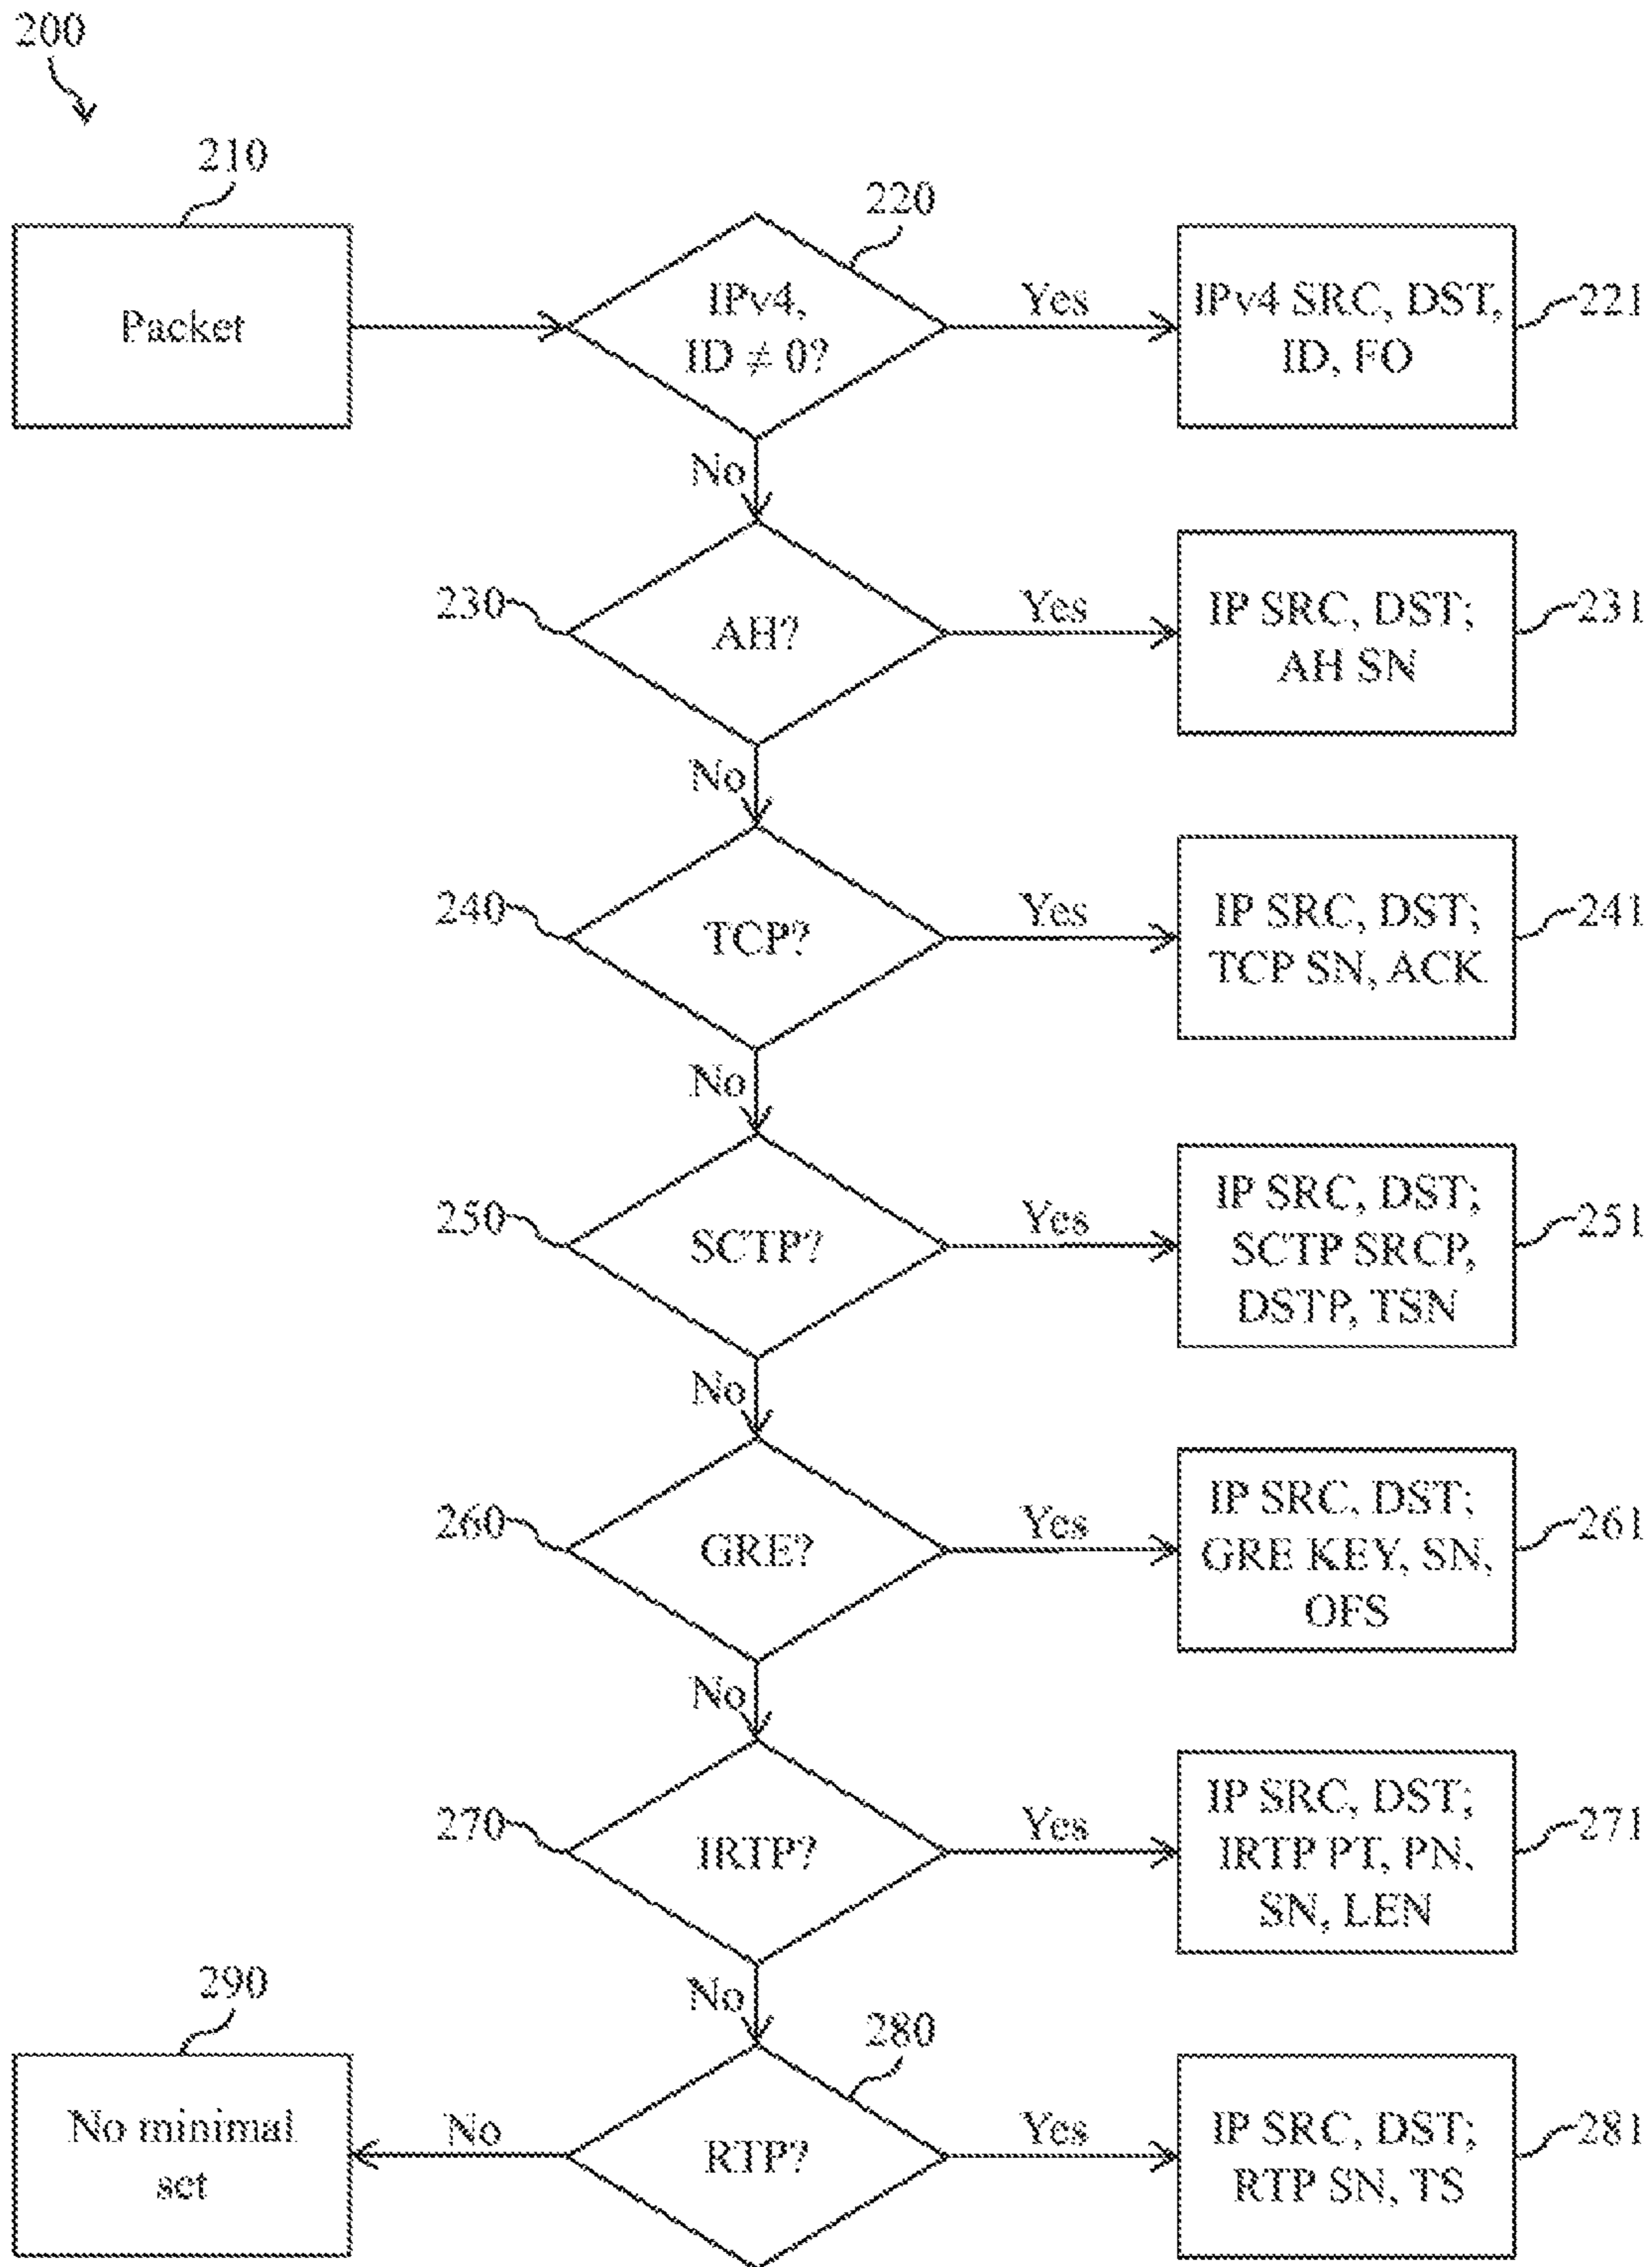 200
210
220
Packet
IPv4,
ID ≠ 0?
Yes
IPv4 SRC, DST,
ID, FO
221
No
230
AH?
Yes
IP SRC, DST;
AH SN
231
No
240
TCP?
Yes
IP SRC, DST;
TCP SN, ACK
241
No
250
SCTP?
Yes
IP SRC, DST;
SCTP SRCP,
DSTP, TSN
251
No
260
GRE?
Yes
IP SRC, DST;
GRE KEY, SN,
OFS
261
No
270
IRTP?
Yes
IP SRC, DST;
IRTP PT, PN,
SN, LEN
271
No
290
280
No minimal
set
No
RTP?
Yes
IP SRC, DST;
RTP SN, TS
281